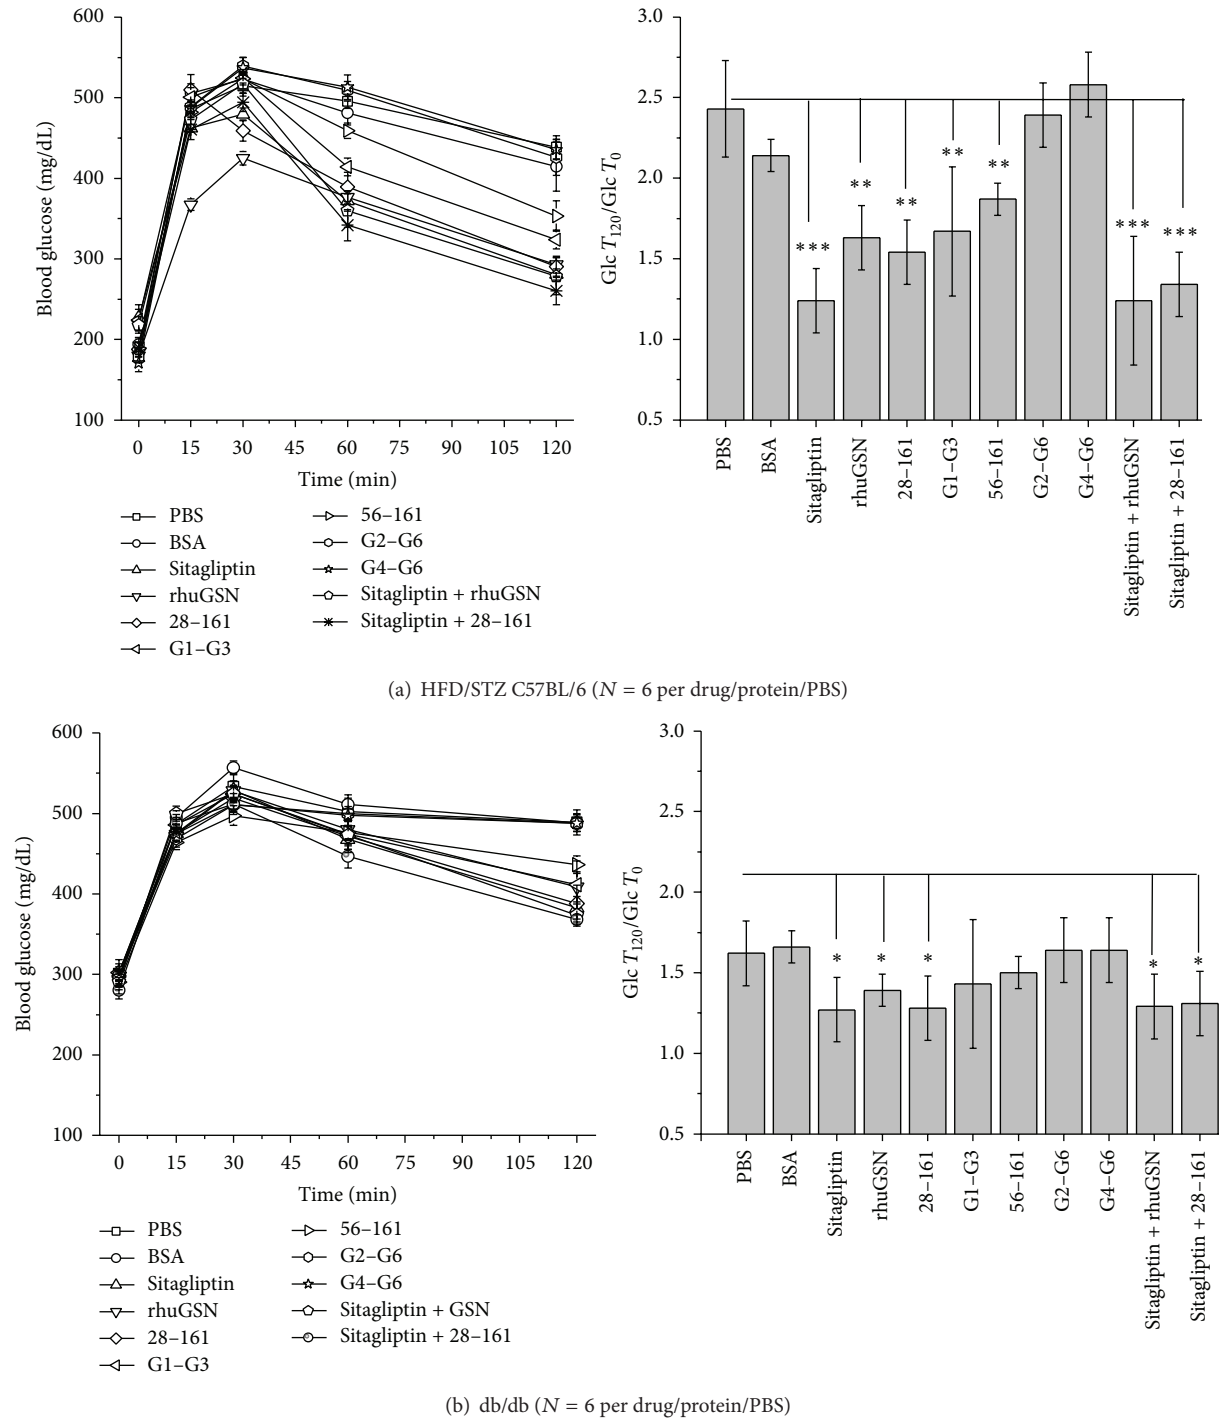 600
500
400
300
200
100
Blood glucose (mg/dL)
0 15 30 45 60 75 90 105 120
Time (min)
PBS
BSA
Sitagliptin
rhuGSN
28–161
G1–G3
56–161
G2–G6
G4–G6
Sitagliptin + rhuGSN
Sitagliptin + 28–161
3.0
2.5
2.0
1.5
1.0
0.5
Glc T120/Glc T0
***
**
**
**
**
***
***
PBS
BSA
Sitagliptin
rhuGSN
28–161
G1–G3
56–161
G2–G6
G4–G6
Sitagliptin + rhuGSN
Sitagliptin + 28–161
(a) HFD/STZ C57BL/6 (N = 6 per drug/protein/PBS)
600
500
400
300
200
100
Blood glucose (mg/dL)
0 15 30 45 60 75 90 105 120
Time (min)
PBS
BSA
Sitagliptin
rhuGSN
28–161
G1–G3
56–161
G2–G6
G4–G6
Sitagliptin + GSN
Sitagliptin + 28–161
3.0
2.5
2.0
1.5
1.0
0.5
Glc T120/Glc T0
*
*
*
*
*
PBS
BSA
Sitagliptin
rhuGSN
28–161
G1–G3
56–161
G2–G6
G4–G6
Sitagliptin + rhuGSN
Sitagliptin + 28–161
(b) db/db (N = 6 per drug/protein/PBS)